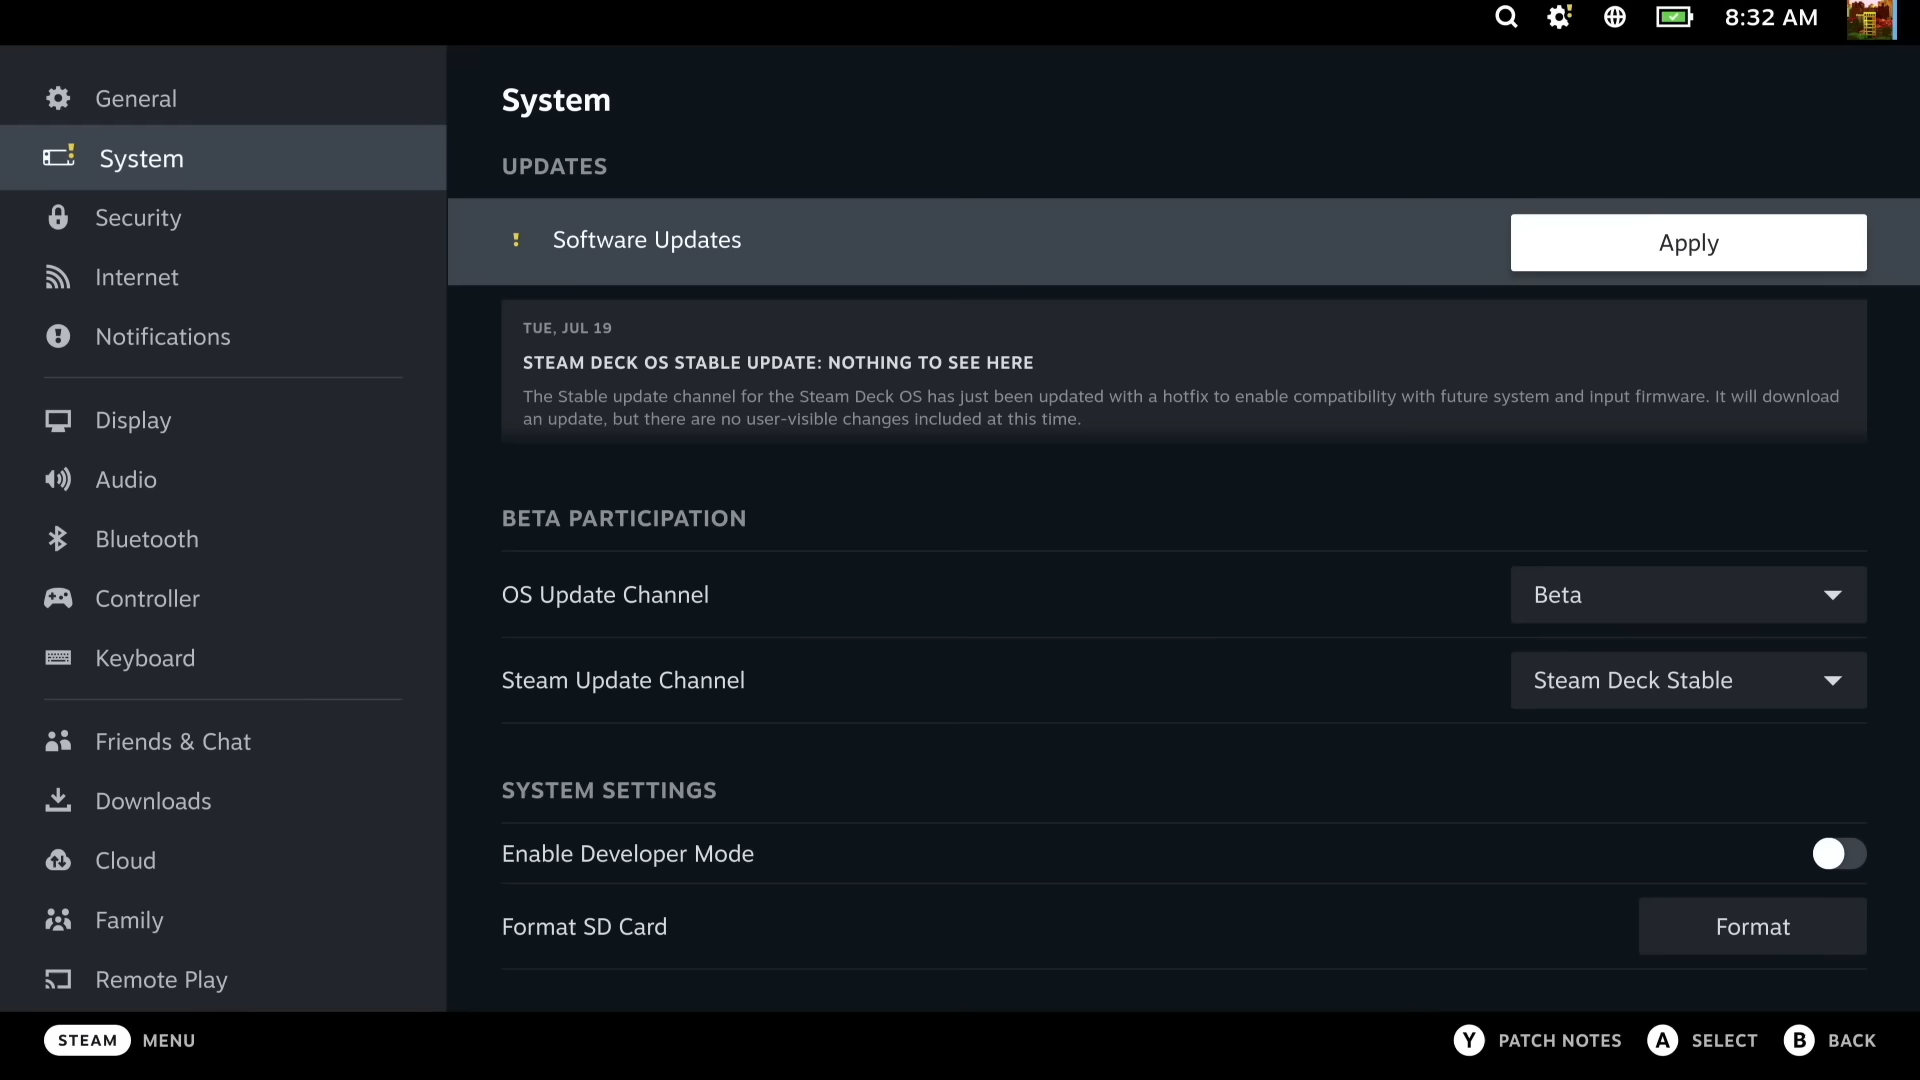 8:32 AM
General
System
Security
Internet
Notifications
Display
Audio
Bluetooth
Controller
Keyboard
Friends & Chat
Downloads
Cloud
Family
Remote Play
System
UPDATES
Software Updates
Apply
TUE, JUL 19
STEAM DECK OS STABLE UPDATE: NOTHING TO SEE HERE
The Stable update channel for the Steam Deck OS has just been updated with a hotfix to enable compatibility with future system and input firmware. It will download
an update, but there are no user-visible changes included at this time.
BETA PARTICIPATION
OS Update Channel
Beta
Steam Update Channel
Steam Deck Stable
SYSTEM SETTINGS
Enable Developer Mode
Format SD Card
Format
STEAM MENU
Y PATCH NOTES A SELECT B BACK